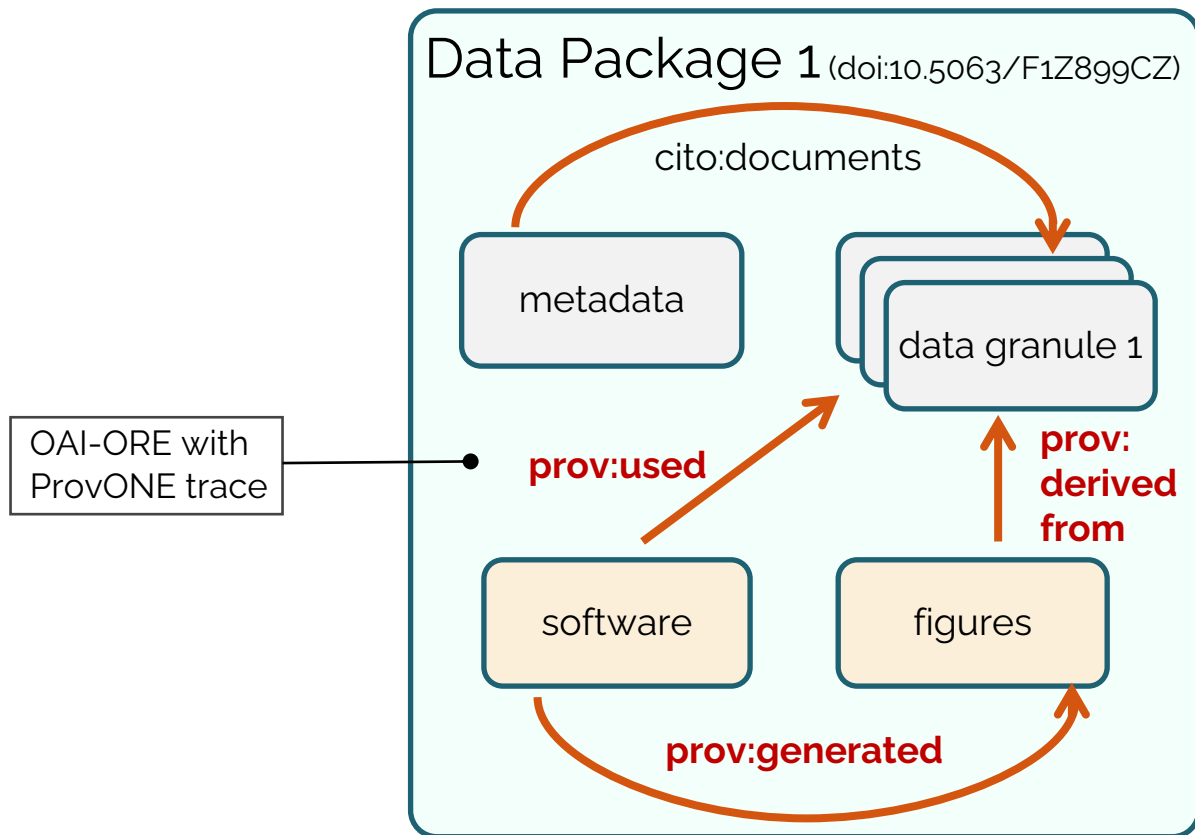 Data Package 1 (doi:10.5063/F1Z899CZ)
cito:documents
metadata
data granule 1
OAI-ORE with
ProvONE trace
prov:used
prov:
derived
from
software
figures
prov:generated